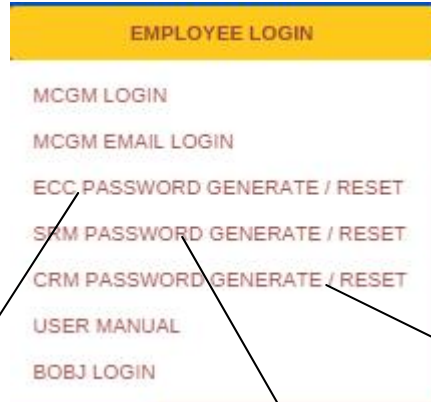 EMPLOYEE LOGIN
MCGM LOGIN
MCGM EMAIL LOGIN
ECC PASSWORD GENERATE / RESET
SRM PASSWORD GENERATE / RESET
CRM PASSWORD GENERATE / RESET
USER MANUAL
BOBJ LOGIN